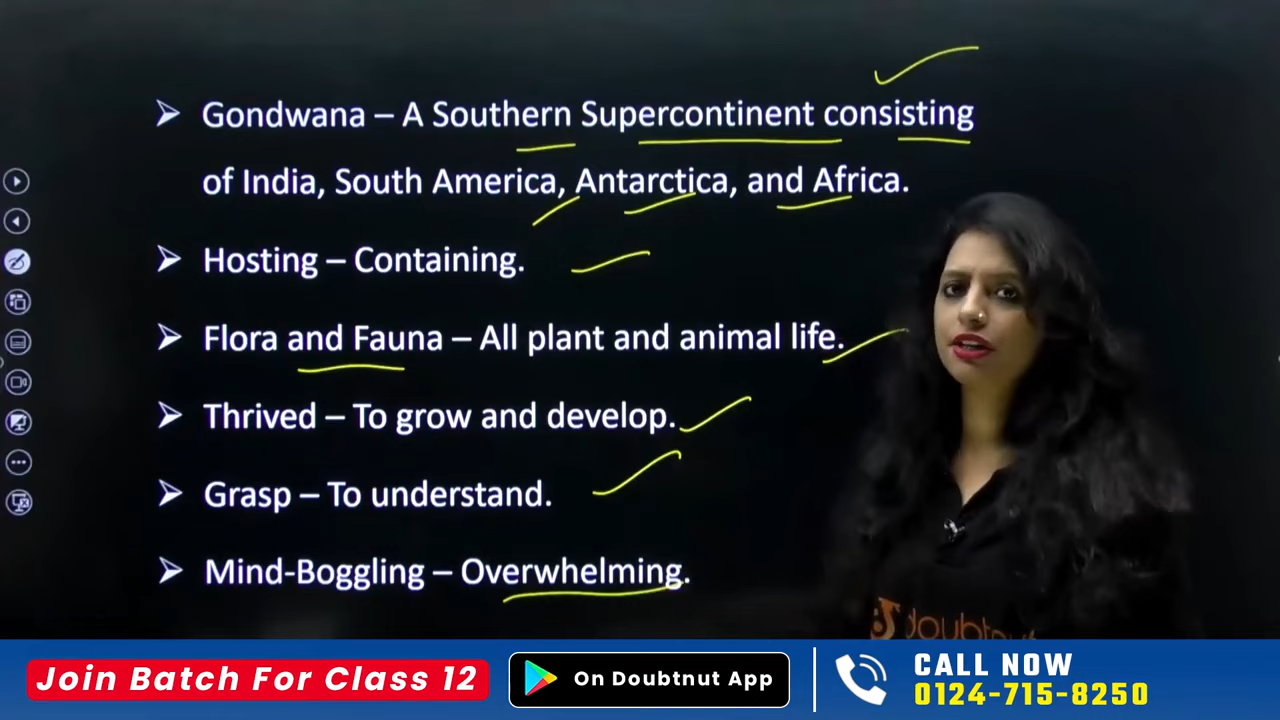 ➢ Gondwana – A Southern Supercontinent consisting
of India, South America, Antarctica, and Africa.
➢ Hosting – Containing.
➢ Flora and Fauna – All plant and animal life.
➢ Thrived – To grow and develop.
➢ Grasp – To understand.
➢ Mind-Boggling – Overwhelming.
doubtnut
Join Batch For Class 12
On Doubtnut App
CALL NOW
0124-715-8250